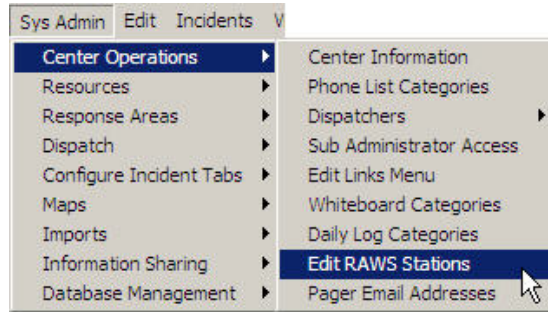 Sys Admin Edit Incidents
Center Operations
Resources
Response Areas
Dispatch
Configure Incident Tabs
Maps
Imports
Information Sharing
Database Management
Center Information
Phone List Categories
Dispatchers
Sub Administrator Access
Edit Links Menu
Whiteboard Categories
Daily Log Categories
Edit RAWS Stations
Pager Email Addresses